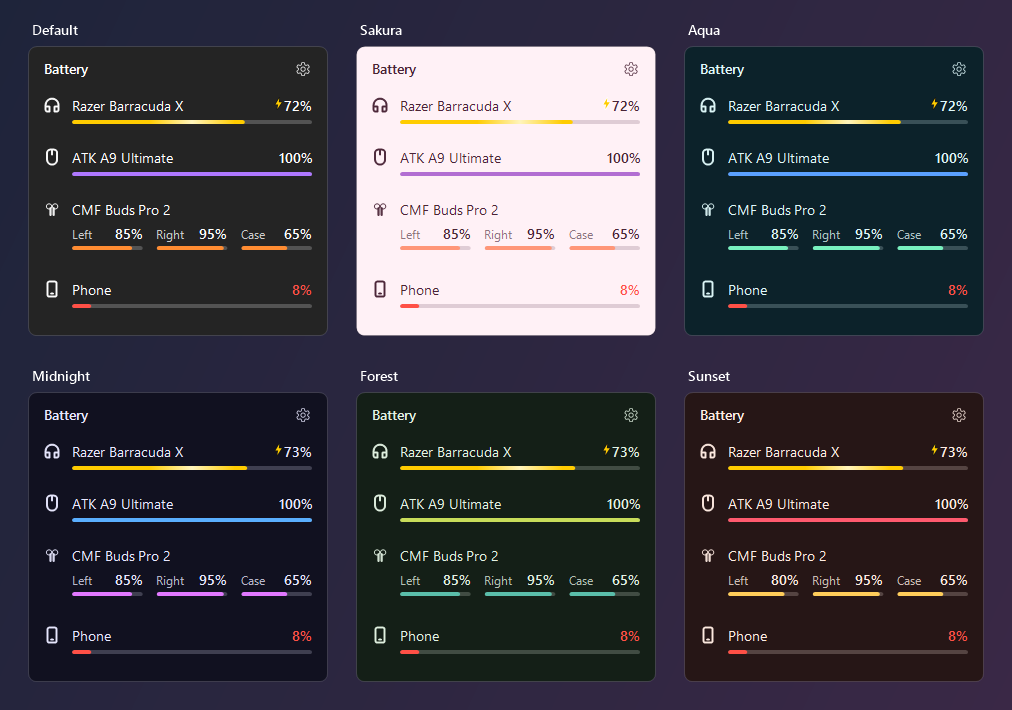 Default
Battery
Razer Barracuda X 72%
ATK A9 Ultimate 100%
CMF Buds Pro 2
Left 85% Right 95% Case 65%
Phone 8%
Sakura
Battery
Razer Barracuda X 72%
ATK A9 Ultimate 100%
CMF Buds Pro 2
Left 85% Right 95% Case 65%
Phone 8%
Aqua
Battery
Razer Barracuda X 72%
ATK A9 Ultimate 100%
CMF Buds Pro 2
Left 85% Right 95% Case 65%
Phone 8%
Midnight
Battery
Razer Barracuda X 73%
ATK A9 Ultimate 100%
CMF Buds Pro 2
Left 85% Right 95% Case 65%
Phone 8%
Forest
Battery
Razer Barracuda X 73%
ATK A9 Ultimate 100%
CMF Buds Pro 2
Left 85% Right 95% Case 65%
Phone 8%
Sunset
Battery
Razer Barracuda X 73%
ATK A9 Ultimate 100%
CMF Buds Pro 2
Left 80% Right 95% Case 65%
Phone 8%